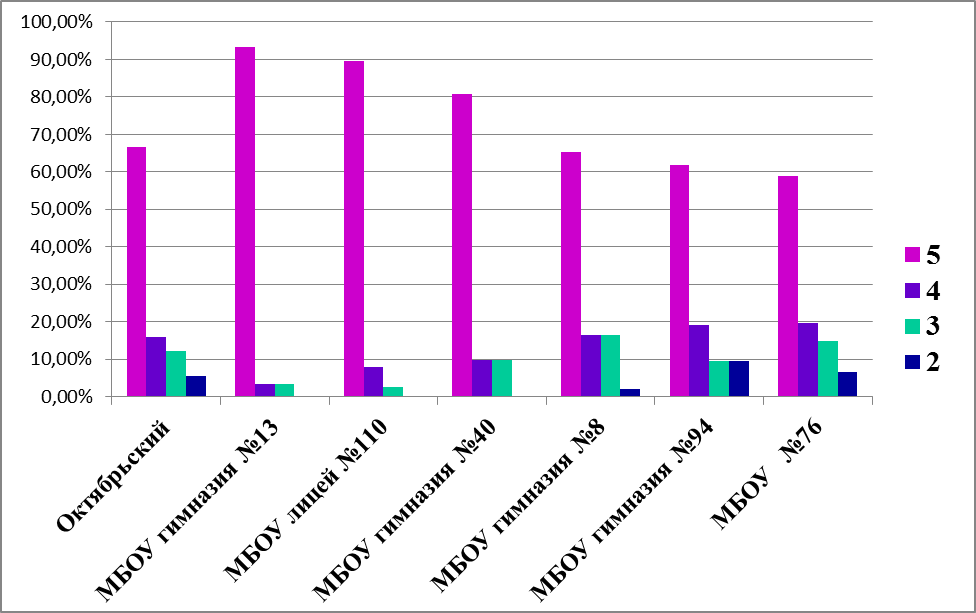 100,00%
90,00%
80,00%
70,00%
60,00%
50,00%
40,00%
30,00%
20,00%
10,00%
0,00%
Октябрьский
МБОУ гимназия №13
МБОУ лицей №110
МБОУ гимназия №40
МБОУ гимназия №8
МБОУ гимназия №94
МБОУ №76
5
4
3
2